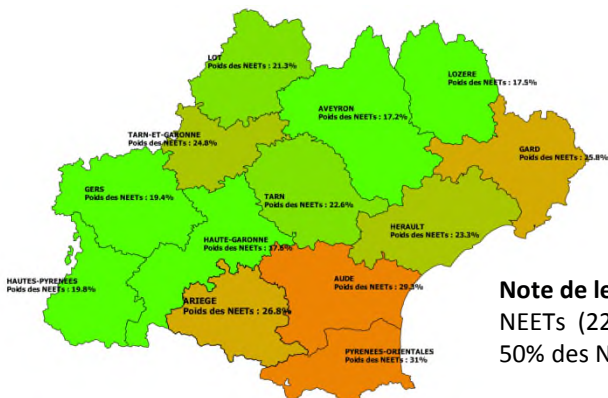 LOT
Poids des NEETs : 21.3%
LOZERE
Poids des NEETs : 17.5%
AVEYRON
Poids des NEETs : 17.2%
TARN-ET-GARONNE
Poids des NEETs : 24.8%
GARD
Poids des NEETs : 25.8%
GERS
Poids des NEETs : 19.4%
TARN
Poids des NEETs : 22.6%
HERAULT
Poids des NEETs : 23.3%
HAUTE-GARONNE
Poids des NEETs :
HAUTES-PYRENEES
Poids des NEETs : 19.8%
AUDE
Poids des NEETs : 29.3%
ARIEGE
Poids des NEETs : 26.8%
Note de le
NEETs (22
50% des N
PYRENEES-ORIENTALES
Poids des NEETs : 31%